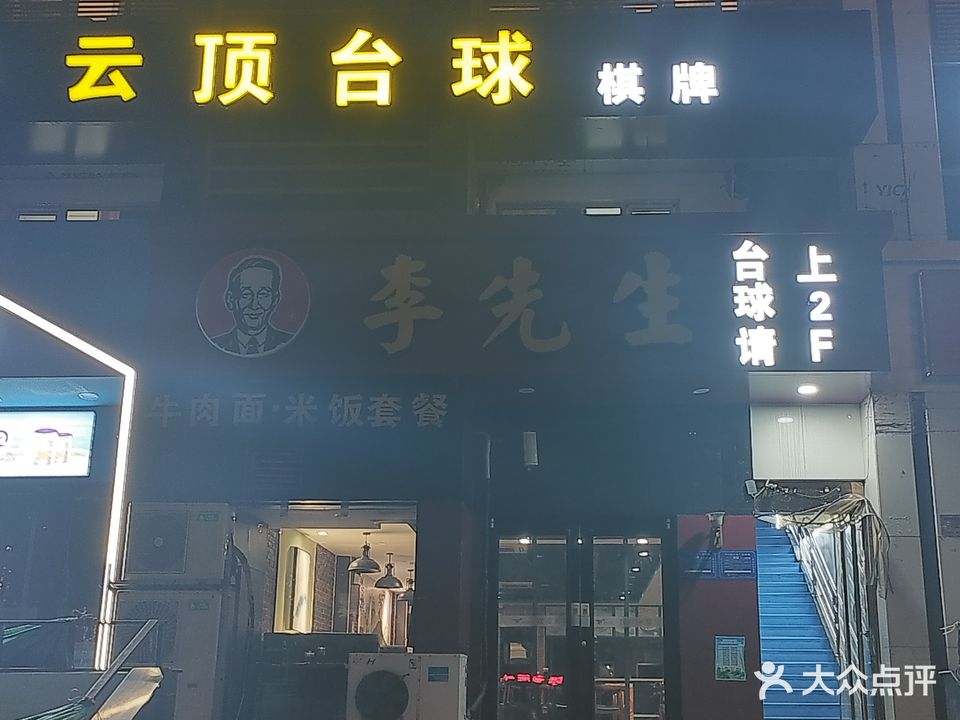 云顶台球 棋牌
李先生
台球请
上2F
牛肉面·米饭套餐
大众点评